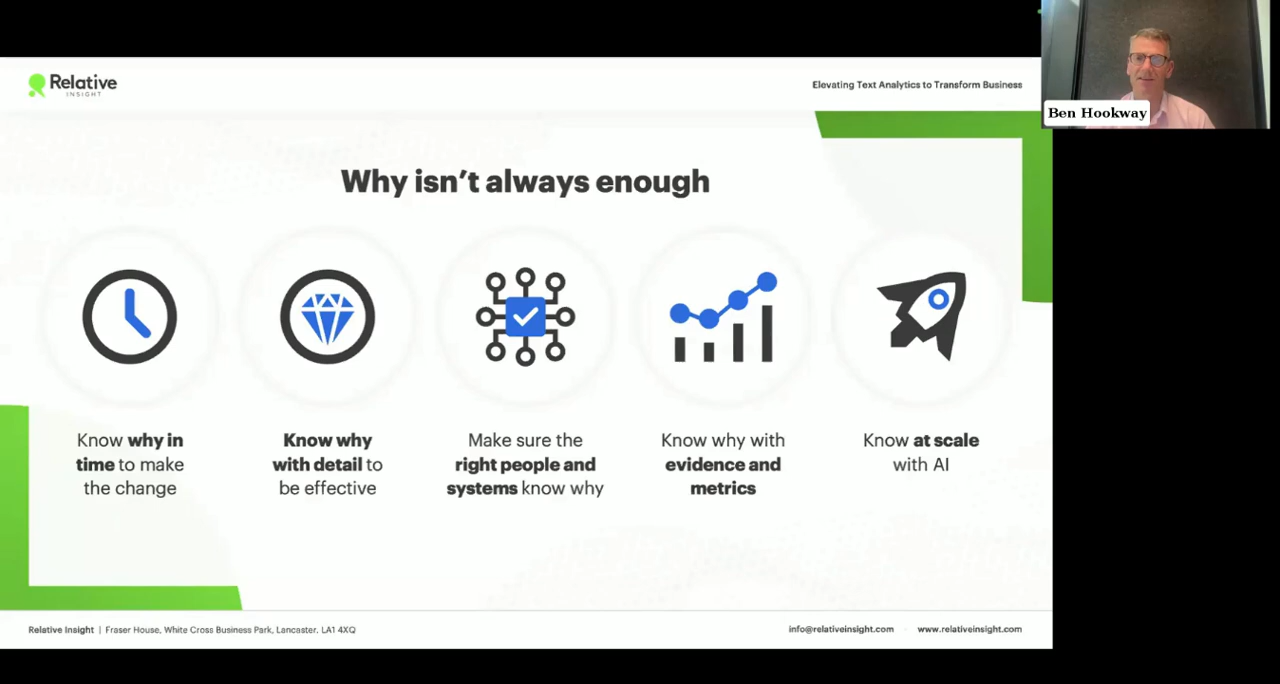 Relative
INSIGHT
Elevating Text Analytics to Transform Business
Ben Hookway
Why isn’t always enough
Know why in
time to make
the change
Know why
with detail to
be effective
Make sure the
right people and
systems know why
Know why with
evidence and
metrics
Know at scale
with AI
Relative Insight | Fraser House, White Cross Business Park, Lancaster. LA1 4XQ
info@relativeinsight.com · www.relativeinsight.com